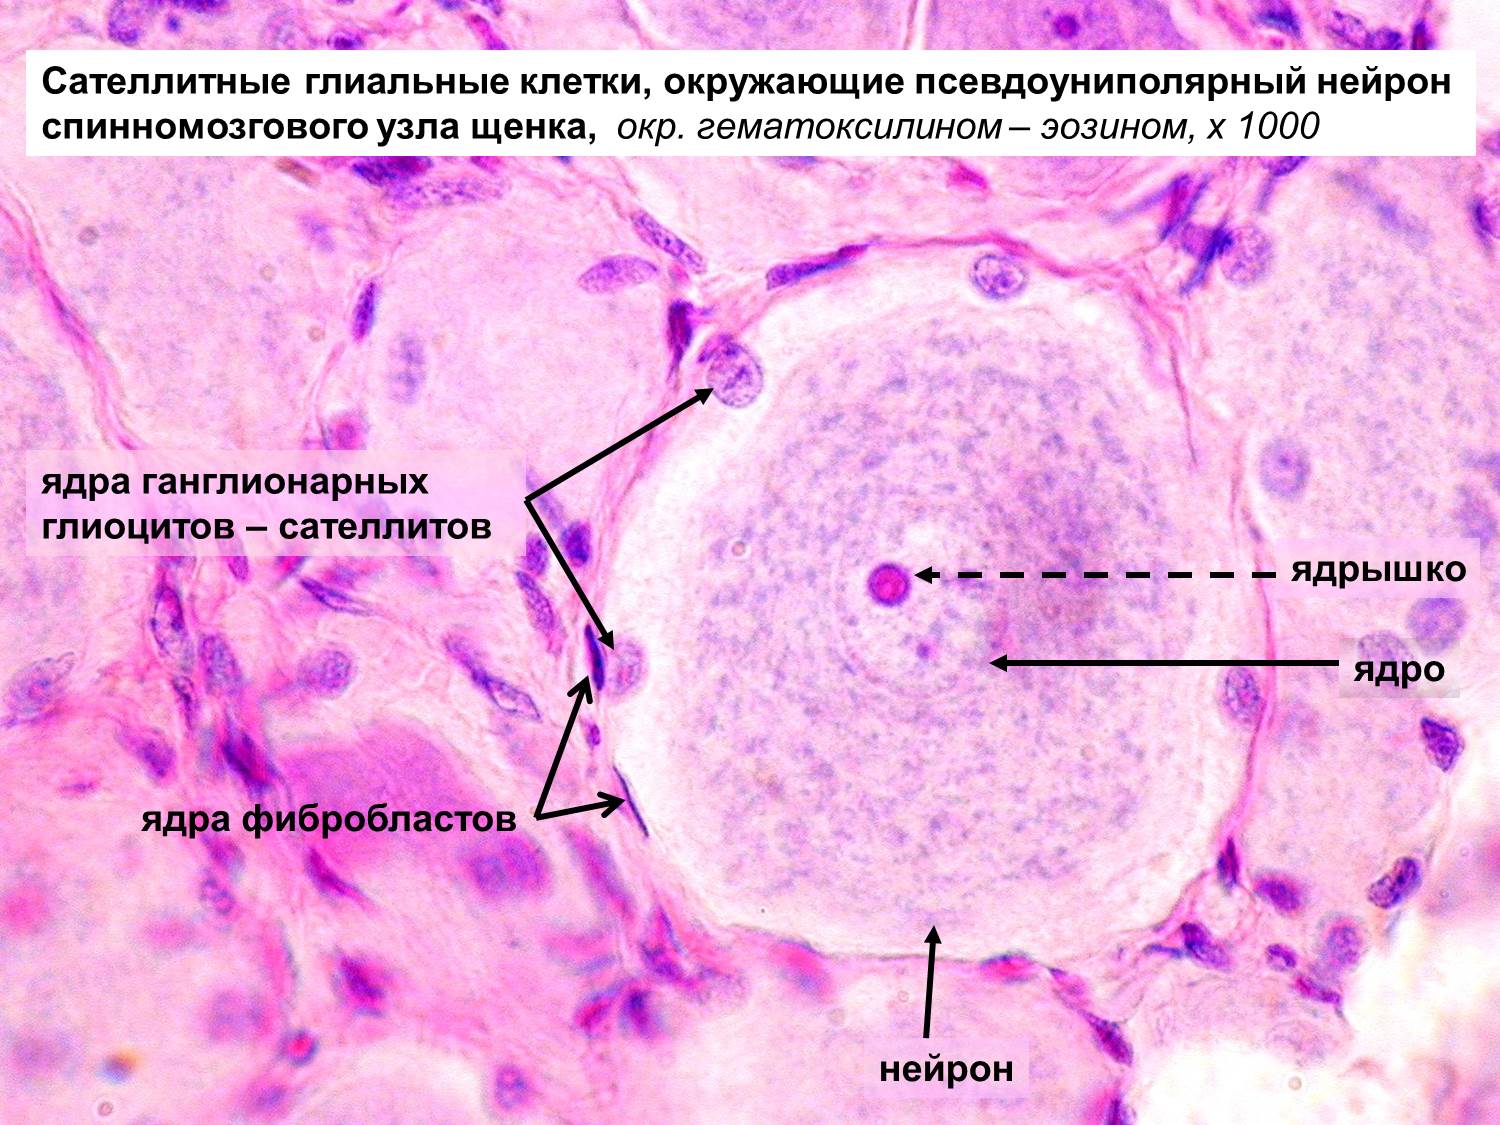 Сателлитные глиальные клетки, окружающие псевдоуниполярный нейрон
спинномозгового узла щенка, окр. гематоксилином – эозином, х 1000
ядра ганглионарных
глиоцитов – сателлитов
ядрышко
ядро
ядра фибробластов
нейрон